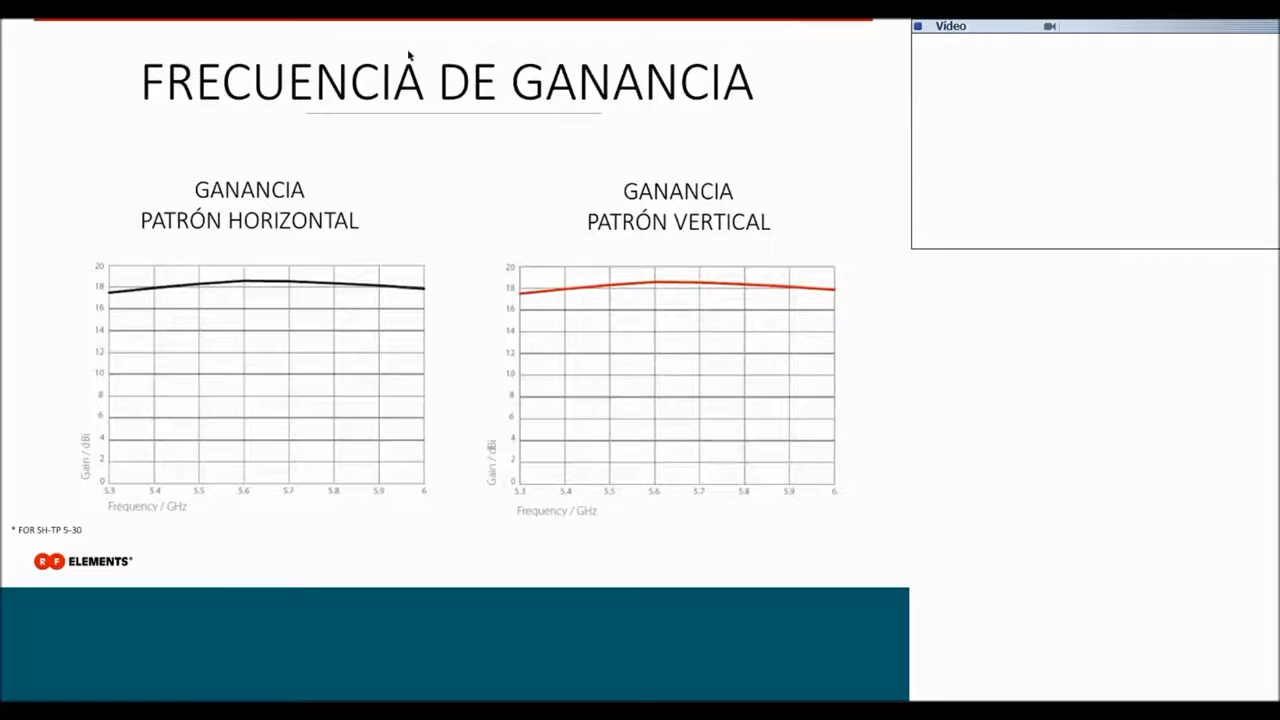 Vídeo
FRECUENCIA DE GANANCIA
GANANCIA
PATRÓN HORIZONTAL
20
18
16
14
12
10
8
6
4
2
0
Gain / dBi
5.3 5.4 5.5 5.6 5.7 5.8 5.9 6
Frequency / GHz
GANANCIA
PATRÓN VERTICAL
20
18
16
14
12
10
8
6
4
2
0
Gain / dBi
5.3 5.4 5.5 5.6 5.7 5.8 5.9 6
Frequency / GHz
* FOR SH-TP 5-30
RF ELEMENTS®